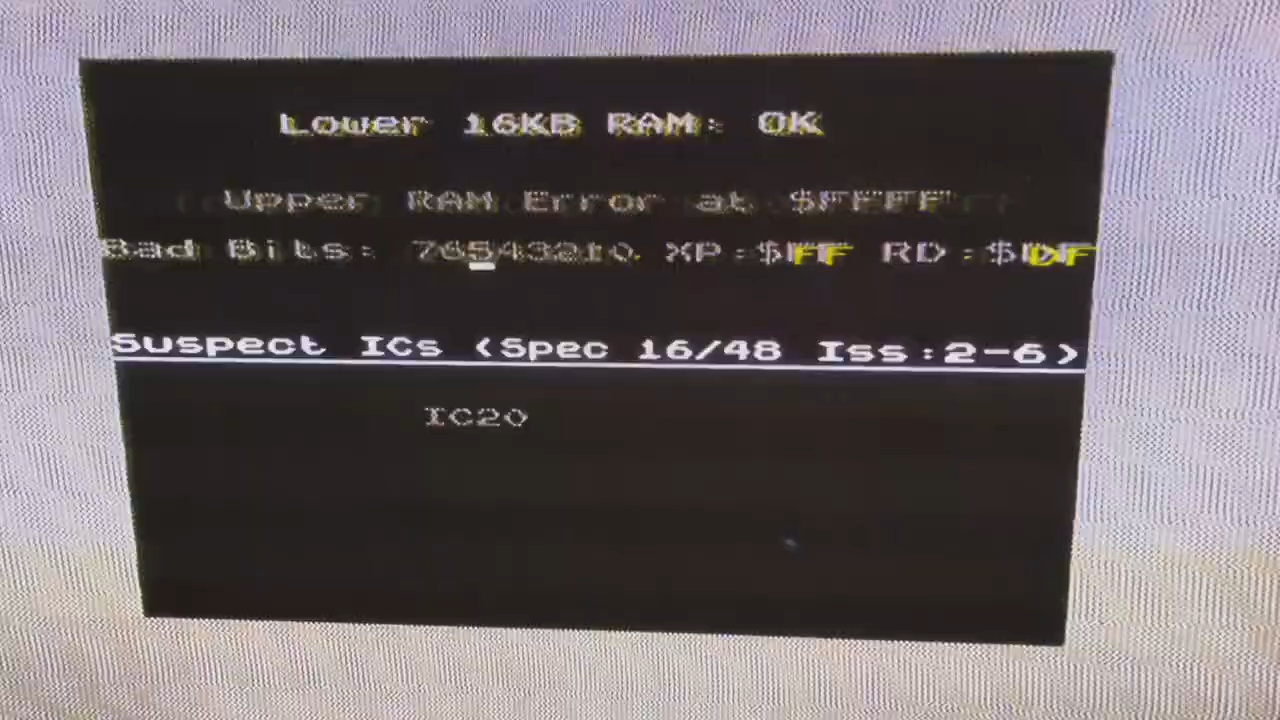 Lower 16KB RAM: OK
Upper RAM Error at $FFFF
Bad Bits: 76543210 XP:$FF RD:$DF
Suspect ICs (Spec 16/48 Iss:2-6)
IC20